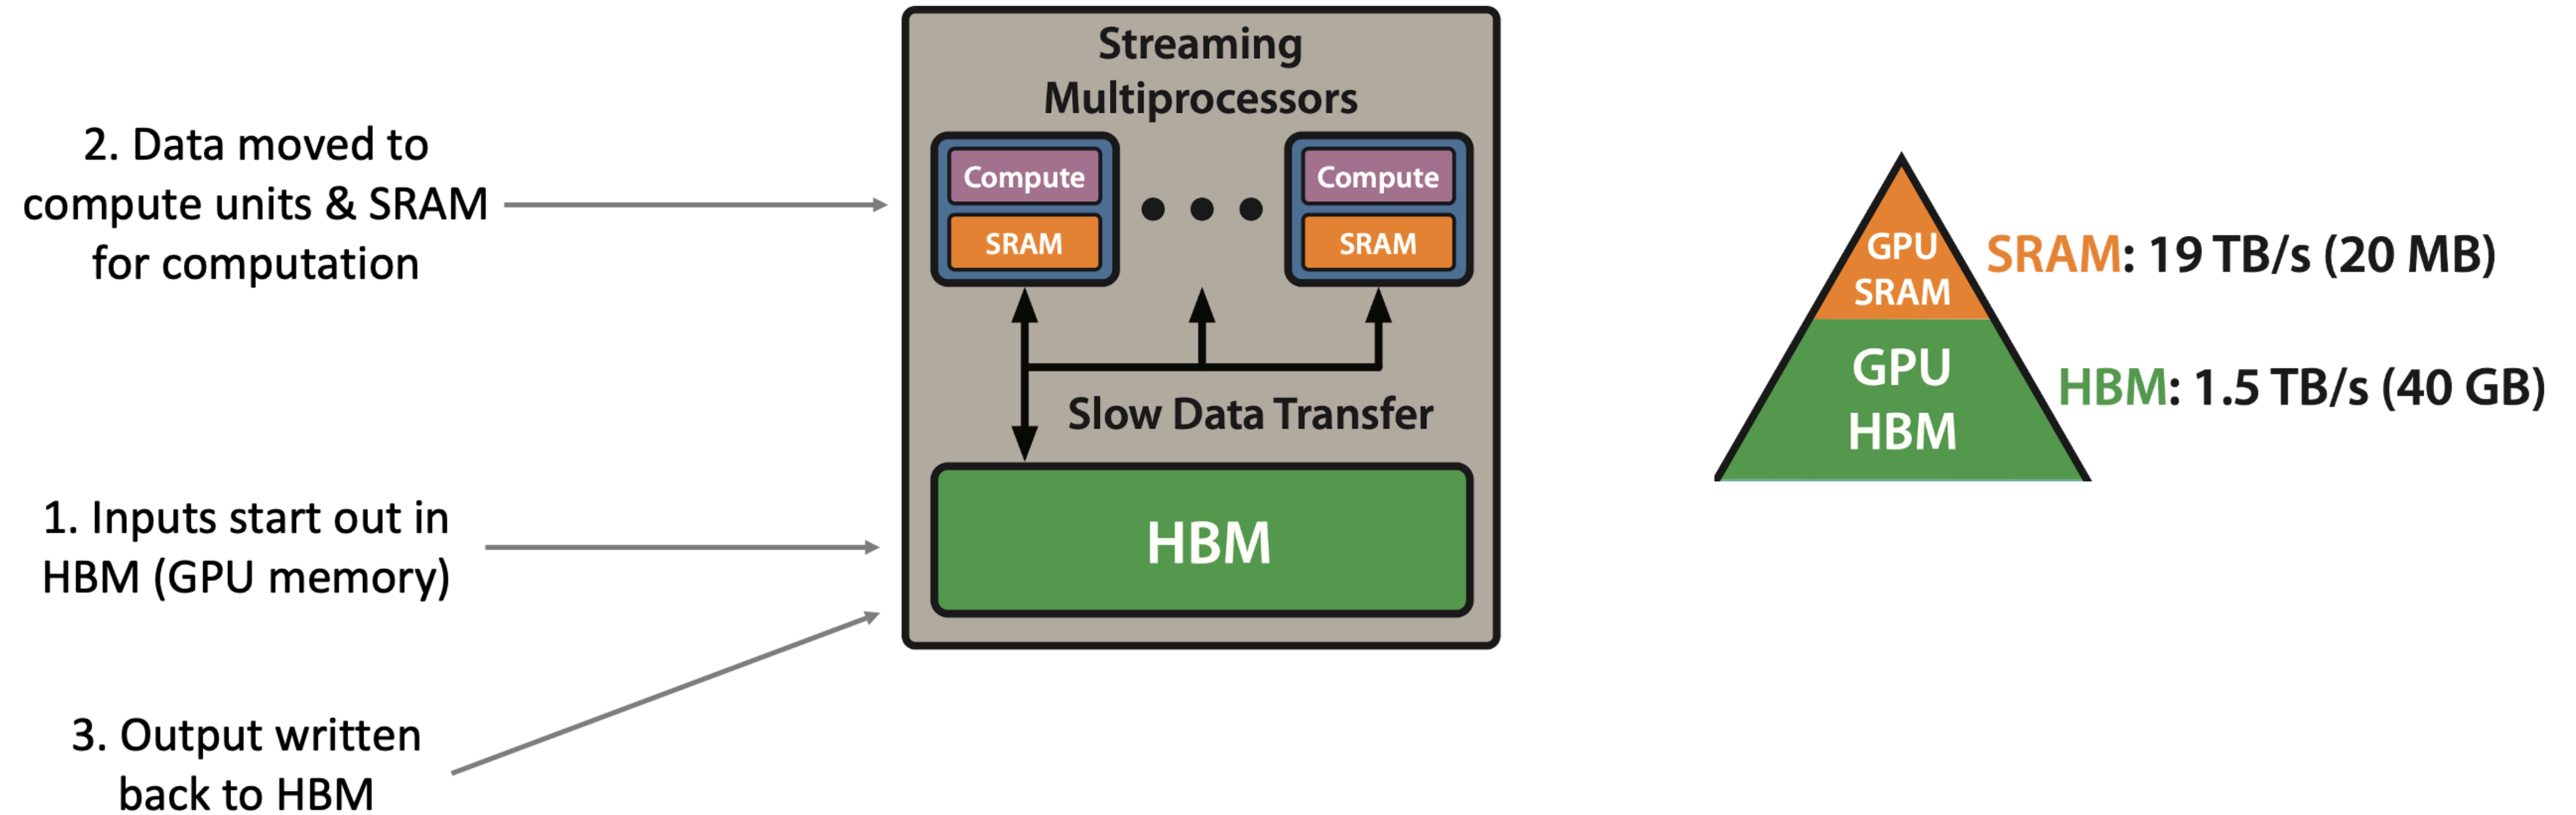 2. Data moved to
compute units & SRAM
for computation
1. Inputs start out in
HBM (GPU memory)
3. Output written
back to HBM
Streaming
Multiprocessors
Compute
SRAM
Compute
SRAM
Slow Data Transfer
HBM
GPU
SRAM
SRAM: 19 TB/s (20 MB)
GPU
HBM
HBM: 1.5 TB/s (40 GB)